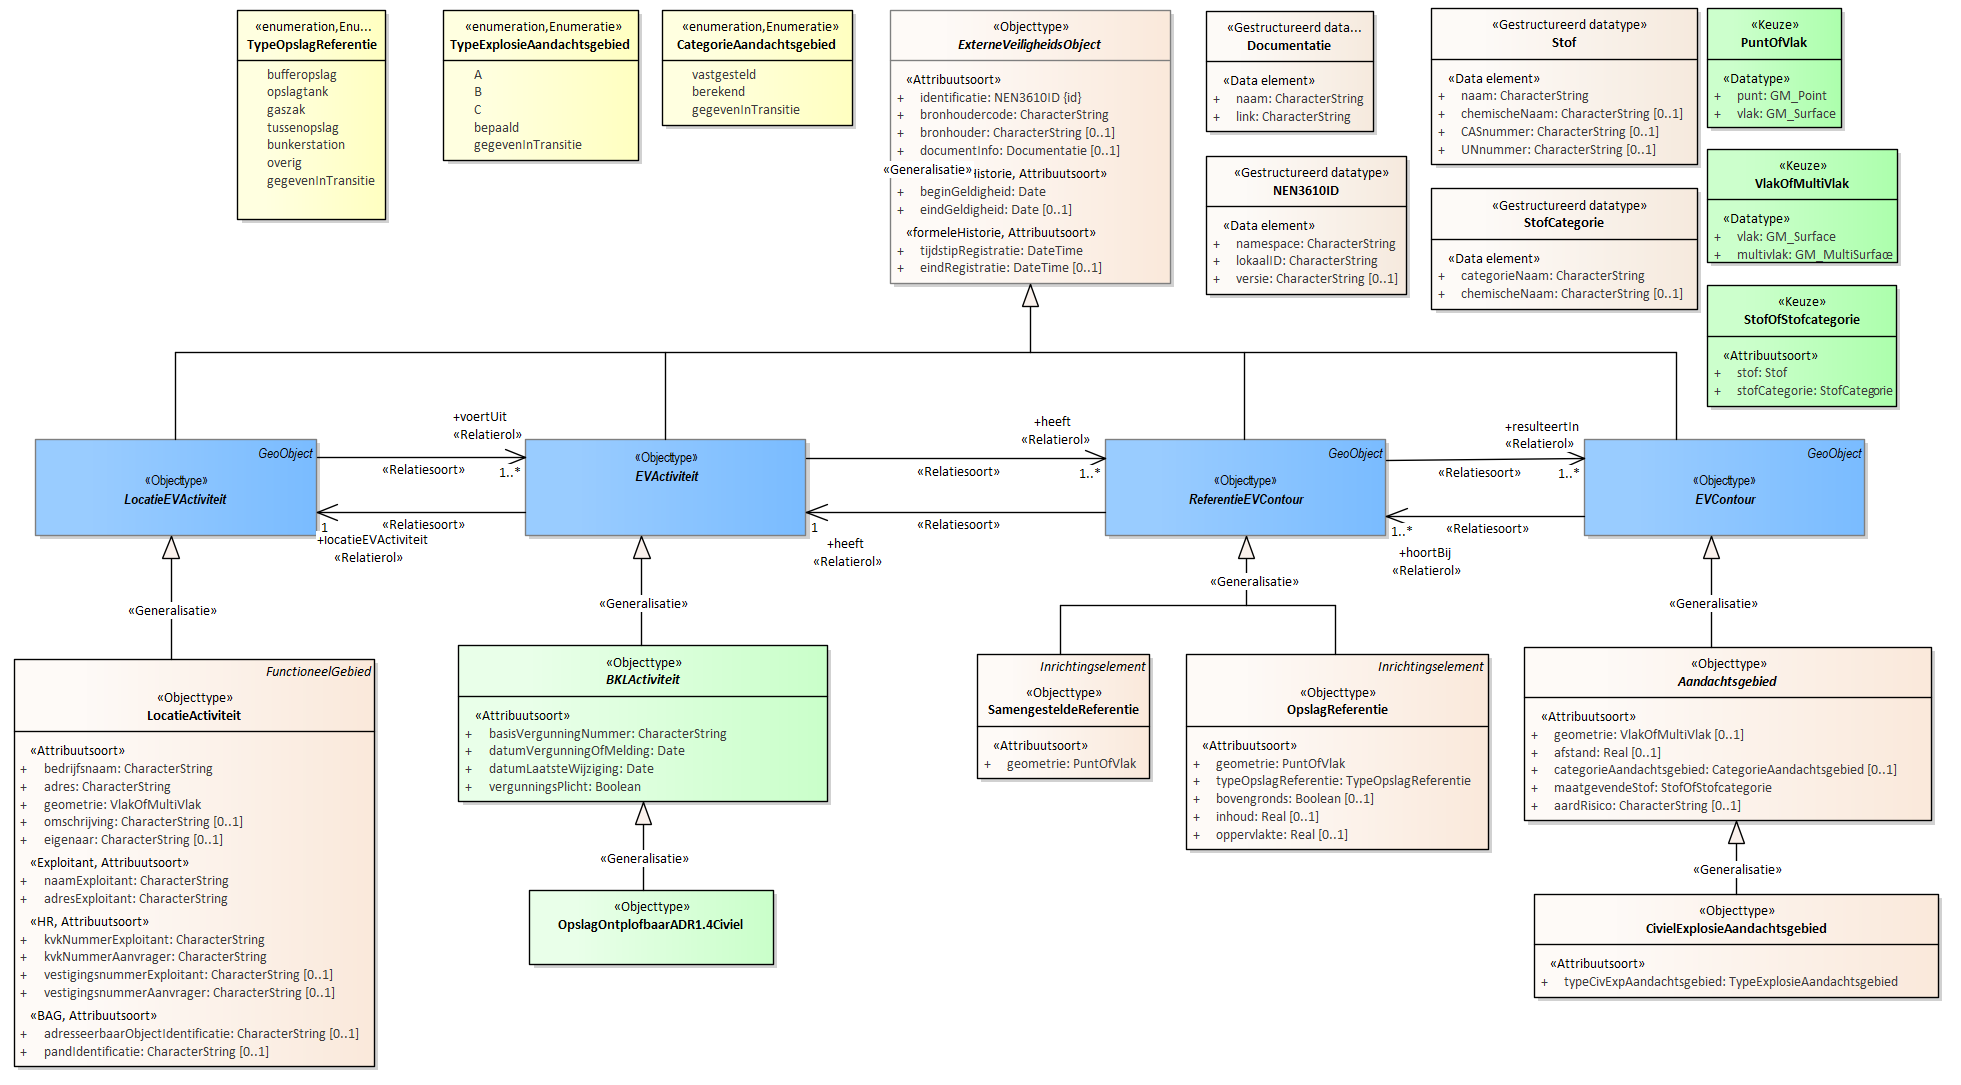 «enumeration,Enu...
TypeOpslagReferentie
bufferopslag
opslagtank
gaszak
tussenopslag
bunkerstation
overig
gegevenInTransitie
«enumeration,Enumeratie»
TypeExplosieAandachtsgebied
A
B
C
bepaald
gegevenInTransitie
«enumeration,Enumeratie»
CategorieAandachtsgebied
vastgesteld
berekend
gegevenInTransitie
«Objecttype»
ExterneVeiligheidsObject
«Attribuutsoort»
+ identificatie: NEN3610ID {id}
+ bronhoudercode: CharacterString
+ bronhouder: CharacterString [0..1]
+ documentInfo: Documentatie [0..1]
«Generalisatie» istorie, Attribuutsoort»
+ beginGeldigheid: Date
+ eindGeldigheid: Date [0..1]
«formeleHistorie, Attribuutsoort»
+ tijdstipRegistratie: DateTime
+ eindRegistratie: DateTime [0..1]
«Gestructureerd data...
Documentatie
«Data element»
+ naam: CharacterString
+ link: CharacterString
«Gestructureerd datatype»
NEN3610ID
«Data element»
+ namespace: CharacterString
+ lokaalID: CharacterString
+ versie: CharacterString [0..1]
«Gestructureerd datatype»
Stof
«Data element»
+ naam: CharacterString
+ chemischeNaam: CharacterString [0..1]
+ CASnummer: CharacterString [0..1]
+ UNnummer: CharacterString [0..1]
«Gestructureerd datatype»
StofCategorie
«Data element»
+ categorieNaam: CharacterString
+ chemischeNaam: CharacterString [0..1]
«Keuze»
PuntOfVlak
«Datatype»
+ punt: GM_Point
+ vlak: GM_Surface
«Keuze»
VlakOfMultiVlak
«Datatype»
+ vlak: GM_Surface
+ multivlak: GM_MultiSurface
«Keuze»
StofOfStofcategorie
«Attribuutsoort»
+ stof: Stof
+ stofCategorie: StofCategorie
GeoObject
«Objecttype»
LocatieEVActiviteit
+voertUit
«Relatierol»
«Relatiesoort»
1..*
«Relatiesoort»
1
+locatieEVActiviteit
«Relatierol»
«Objecttype»
EVActiviteit
+heeft
«Relatierol»
«Relatiesoort»
1..*
«Relatiesoort»
1
+heeft
«Relatierol»
GeoObject
«Objecttype»
ReferentieEVContour
+resulteertIn
«Relatierol»
«Relatiesoort»
1..*
«Relatiesoort»
1..*
+hoortBij
«Relatierol»
GeoObject
«Objecttype»
EVContour
«Generalisatie»
«Generalisatie»
«Generalisatie»
«Generalisatie»
FunctioneelGebied
«Objecttype»
LocatieActiviteit
«Attribuutsoort»
+ bedrijfsnaam: CharacterString
+ adres: CharacterString
+ geometrie: VlakOfMultiVlak
+ omschrijving: CharacterString [0..1]
+ eigenaar: CharacterString [0..1]
«Exploitant, Attribuutsoort»
+ naamExploitant: CharacterString
+ adresExploitant: CharacterString
«HR, Attribuutsoort»
+ kvkNummerExploitant: CharacterString
+ kvkNummerAanvrager: CharacterString
+ vestigingsnummerExploitant: CharacterString [0..1]
+ vestigingsnummerAanvrager: CharacterString [0..1]
«BAG, Attribuutsoort»
+ adresseerbaarObjectIdentificatie: CharacterString [0..1]
+ pandIdentificatie: CharacterString [0..1]
«Objecttype»
BKLActiviteit
«Attribuutsoort»
+ basisVergunningNummer: CharacterString
+ datumVergunningOfMelding: Date
+ datumLaatsteWijziging: Date
+ vergunningsPlicht: Boolean
«Generalisatie»
«Objecttype»
OpslagOntplofbaarADR1.4Civiel
Inrichtingselement
«Objecttype»
SamengesteldeReferentie
«Attribuutsoort»
+ geometrie: PuntOfVlak
Inrichtingselement
«Objecttype»
OpslagReferentie
«Attribuutsoort»
+ geometrie: PuntOfVlak
+ typeOpslagReferentie: TypeOpslagReferentie
+ bovengronds: Boolean [0..1]
+ inhoud: Real [0..1]
+ oppervlakte: Real [0..1]
«Objecttype»
Aandachtsgebied
«Attribuutsoort»
+ geometrie: VlakOfMultiVlak [0..1]
+ afstand: Real [0..1]
+ categorieAandachtsgebied: CategorieAandachtsgebied [0..1]
+ maatgevendeStof: StofOfStofcategorie
+ aardRisico: CharacterString [0..1]
«Generalisatie»
«Objecttype»
CivielExplosieAandachtsgebied
«Attribuutsoort»
+ typeCivExpAandachtsgebied: TypeExplosieAandachtsgebied